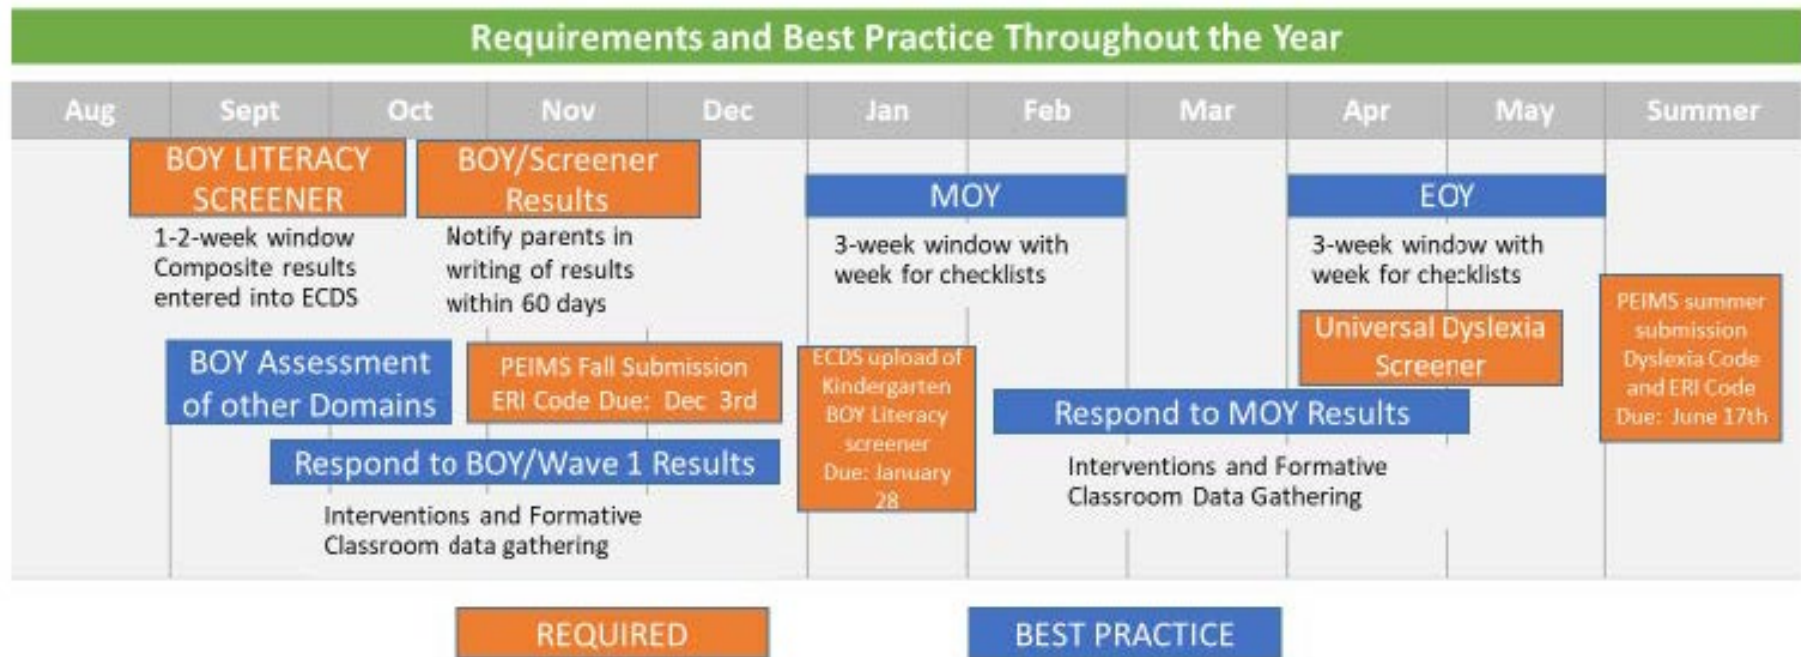 Requirements and Best Practice Throughout the Year
Aug Sept Oct Nov Dec Jan Feb Mar Apr May Summer
BOY LITERACY
SCREENER
1-2-week window
Composite results
entered into ECDS
BOY/Screener
Results
Notify parents in
writing of results
within 60 days
MOY
3-week window with
week for checklists
EOY
3-week window with
week for checklists
BOY Assessment
of other Domains
PEIMS Fall Submission
ERI Code Due: Dec 3rd
ECDS upload of
Kindergarten
BOY Literacy
screener
Due: January
28
Universal Dyslexia
Screener
PEIMS summer
submission
Dyslexia Code
and ERI Code
Due: June 17th
Respond to MOY Results
Interventions and Formative
Classroom Data Gathering
Respond to BOY/Wave 1 Results
Interventions and Formative
Classroom data gathering
REQUIRED
BEST PRACTICE